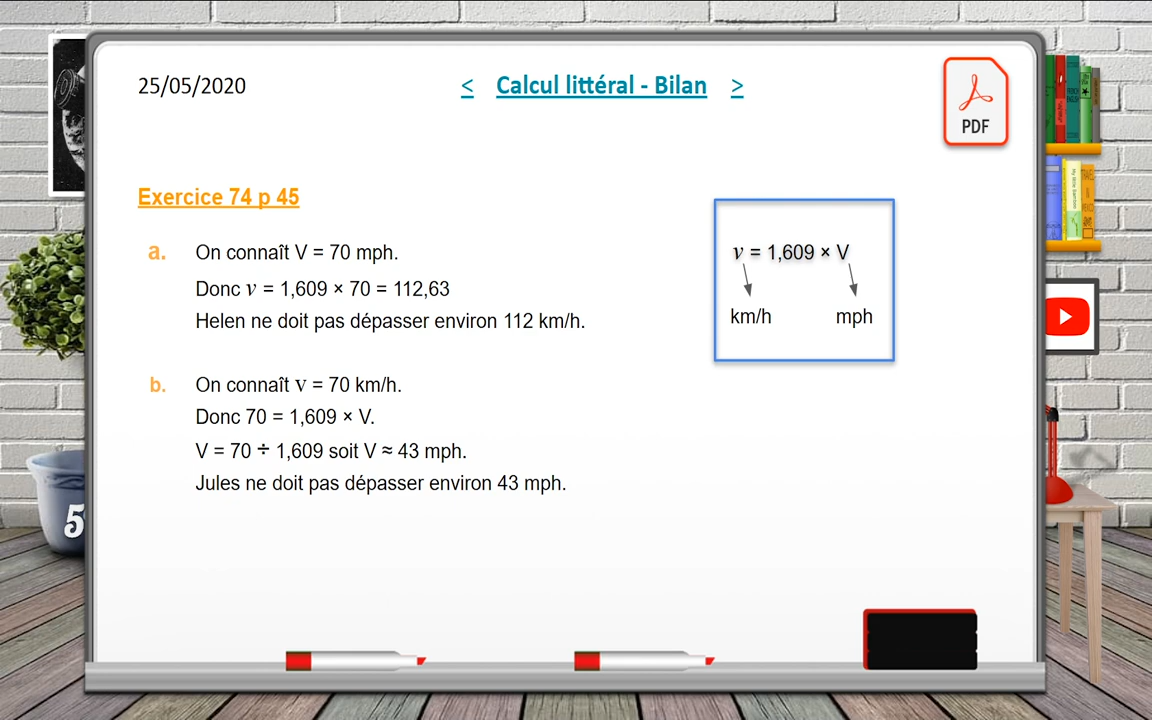 25/05/2020
< Calcul littéral - Bilan >
PDF
Exercice 74 p 45
a. On connaît V = 70 mph.
Donc v = 1,609 × 70 = 112,63
Helen ne doit pas dépasser environ 112 km/h.
v = 1,609 × V
km/h mph
b. On connaît v = 70 km/h.
Donc 70 = 1,609 × V.
V = 70 ÷ 1,609 soit V ≈ 43 mph.
Jules ne doit pas dépasser environ 43 mph.
5